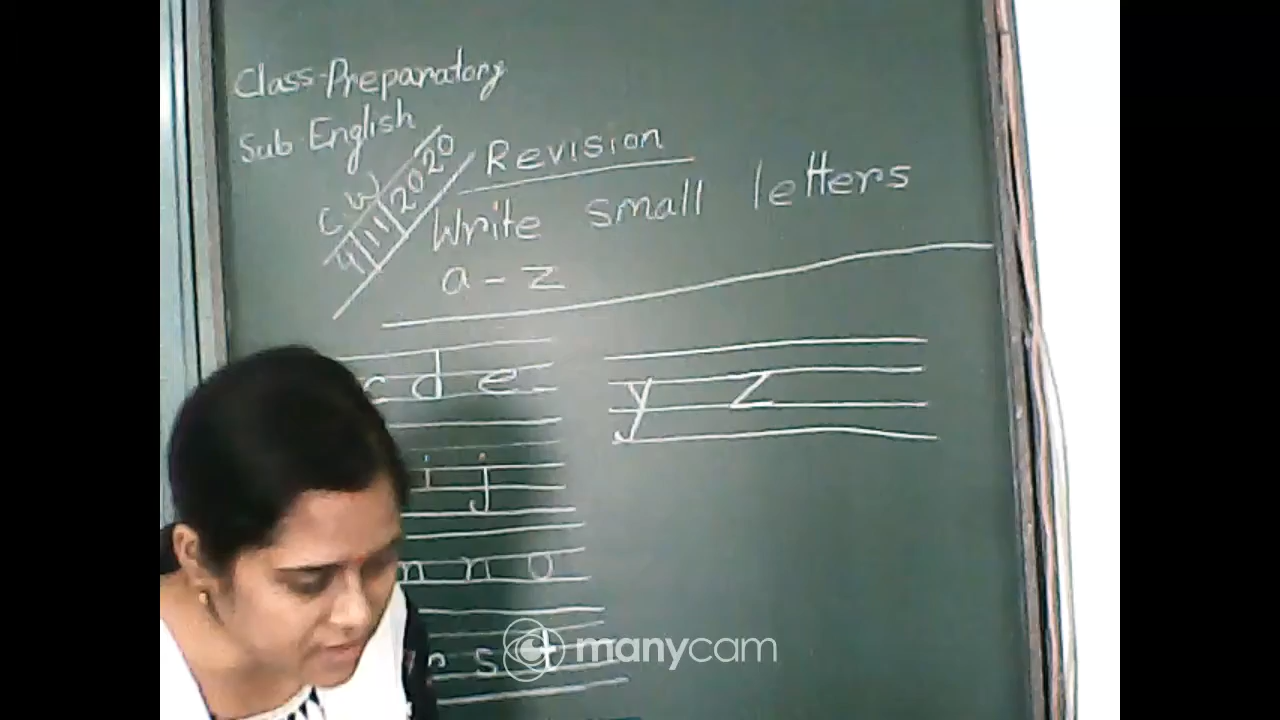 Class-Preparatory
Sub-English
C.W
4/11/2020
Revision
Write small letters
a - z
c d e
i j
m n o
r s t
y z
manycam